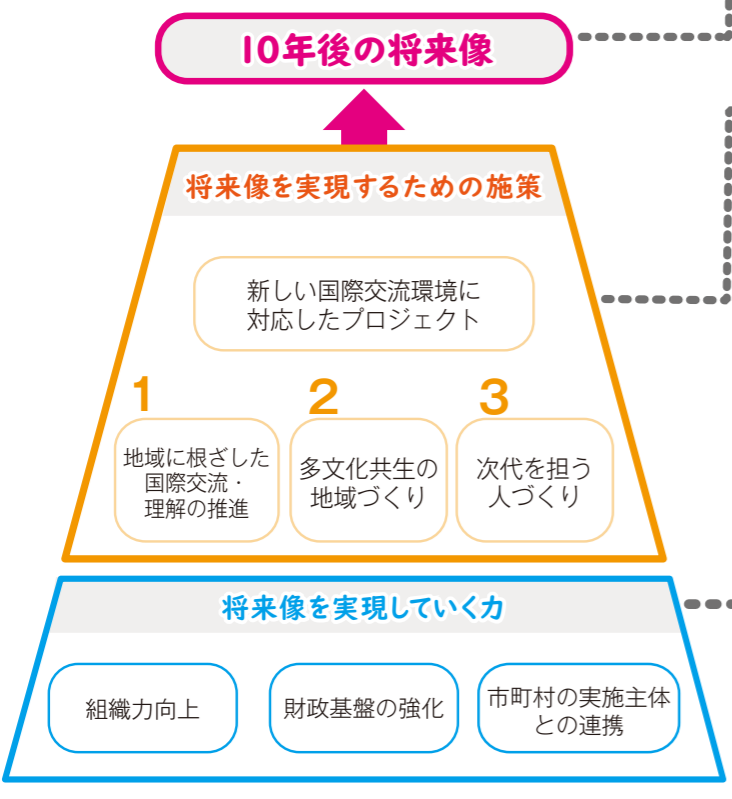 10年後の将来像
将来像を実現するための施策
新しい国際交流環境に
対応したプロジェクト
1
地域に根ざした
国際交流・
理解の推進
2
多文化共生の
地域づくり
3
次代を担う
人づくり
将来像を実現していく力
組織力向上
財政基盤の強化
市町村の実施主体
との連携